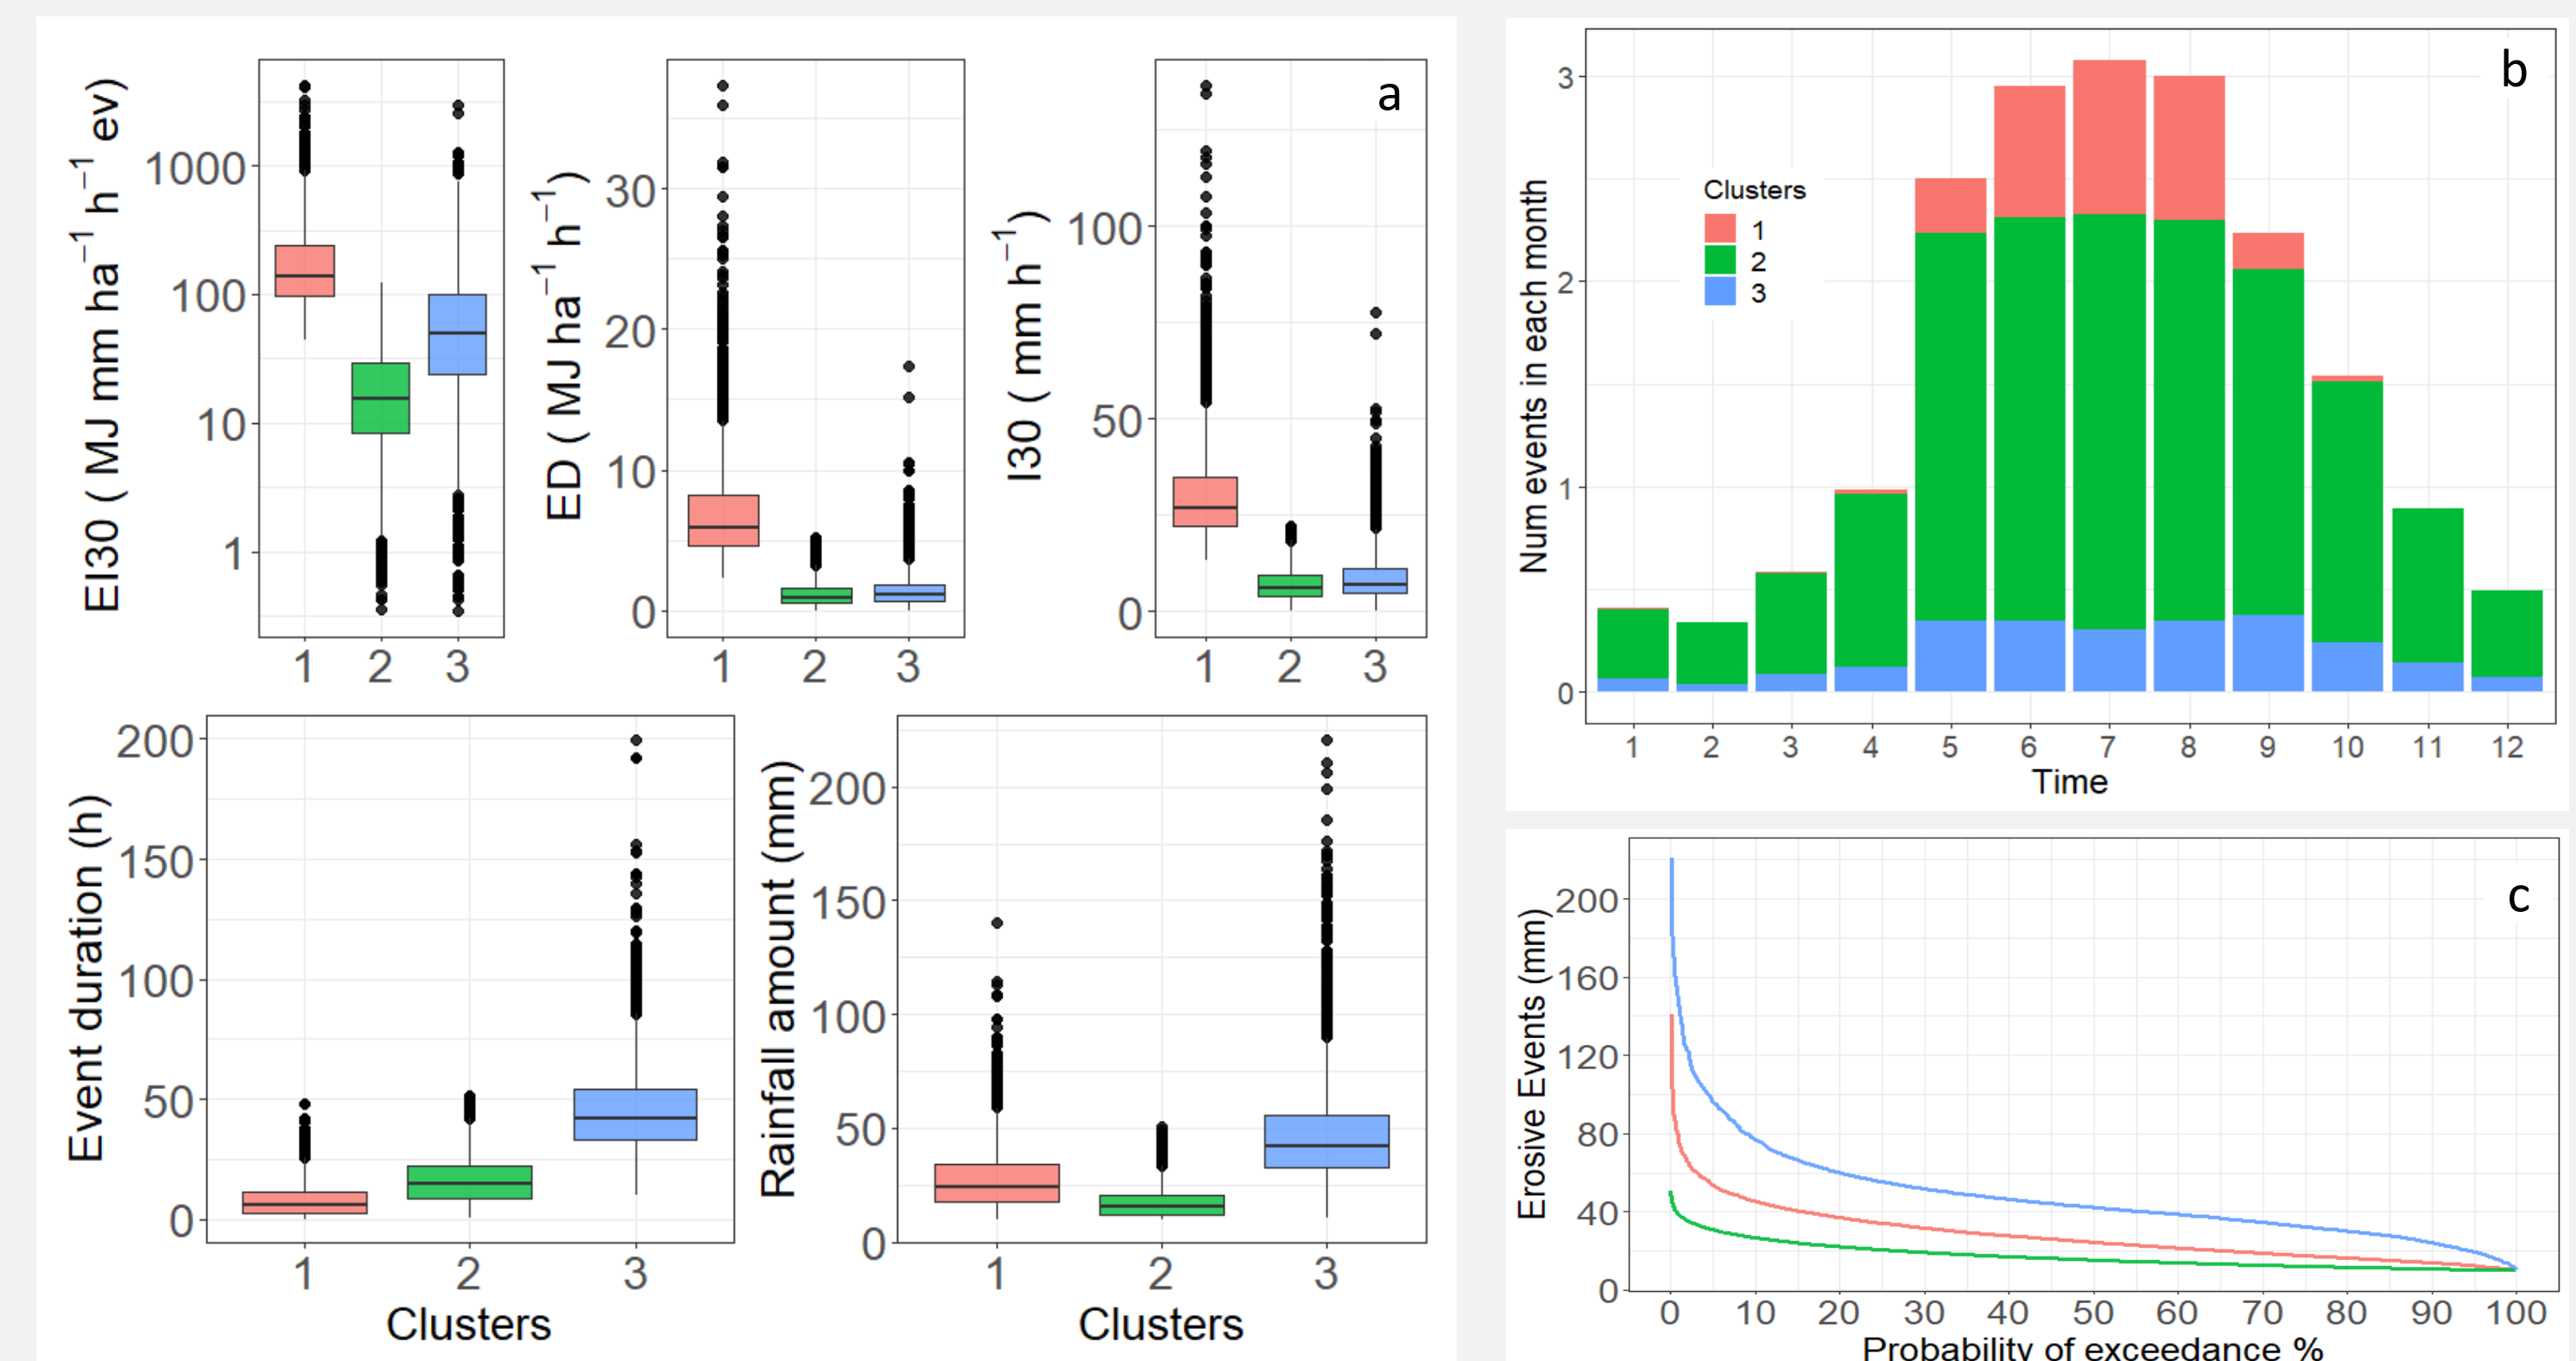 EI30 ( MJ mm ha−1 h−1 ev)
1000
100
10
1
1 2 3
ED ( MJ ha−1 h−1)
30
20
10
0
1 2 3
a
I30 ( mm h−1)
100
50
0
1 2 3
Event duration (h)
200
150
100
50
0
1 2 3
Clusters
Rainfall amount (mm)
200
150
100
50
0
1 2 3
Clusters
b
Num events in each month
3
2
1
0
Clusters
1
2
3
1 2 3 4 5 6 7 8 9 10 11 12
Time
c
Erosive Events (mm)
200
160
120
80
40
0
0 10 20 30 40 50 60 70 80 90 100
Probability of exceedance %